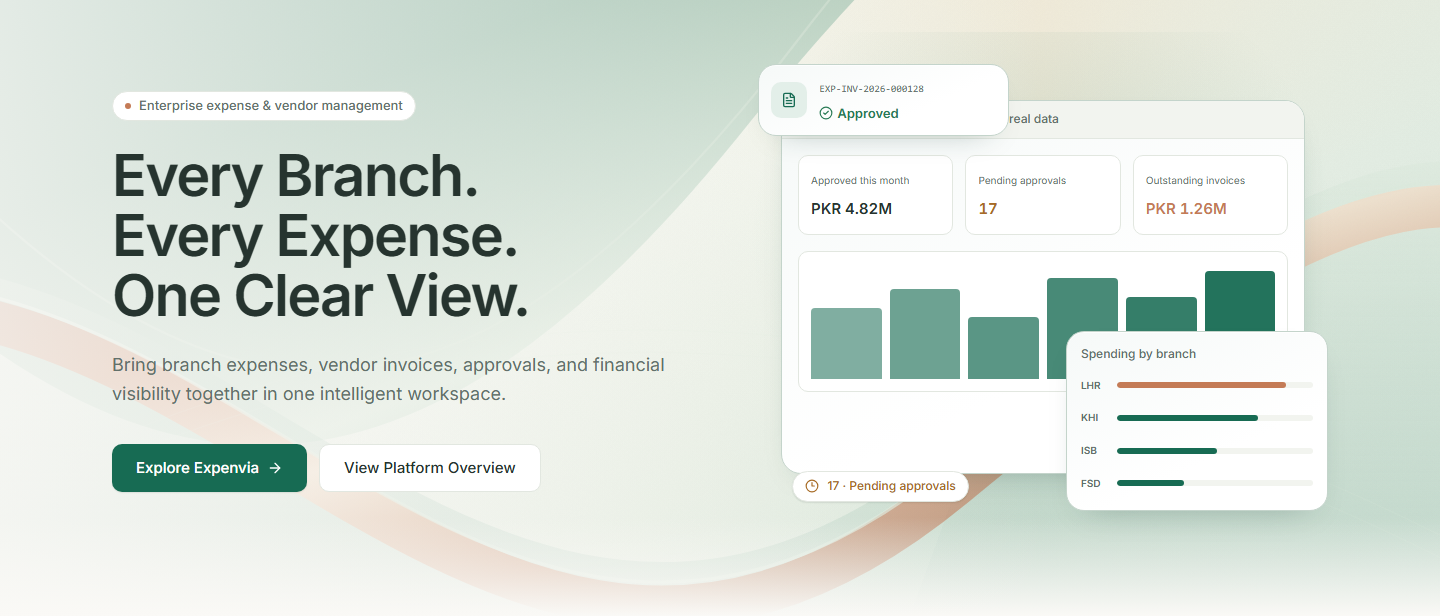 Enterprise expense & vendor management
Every Branch.
Every Expense.
One Clear View.
Bring branch expenses, vendor invoices, approvals, and financial
visibility together in one intelligent workspace.
Explore Expenvia
View Platform Overview
EXP-INV-2026-000128
Approved
real data
Approved this month
PKR 4.82M
Pending approvals
17
Outstanding invoices
PKR 1.26M
Spending by branch
LHR
KHI
ISB
FSD
17 · Pending approvals